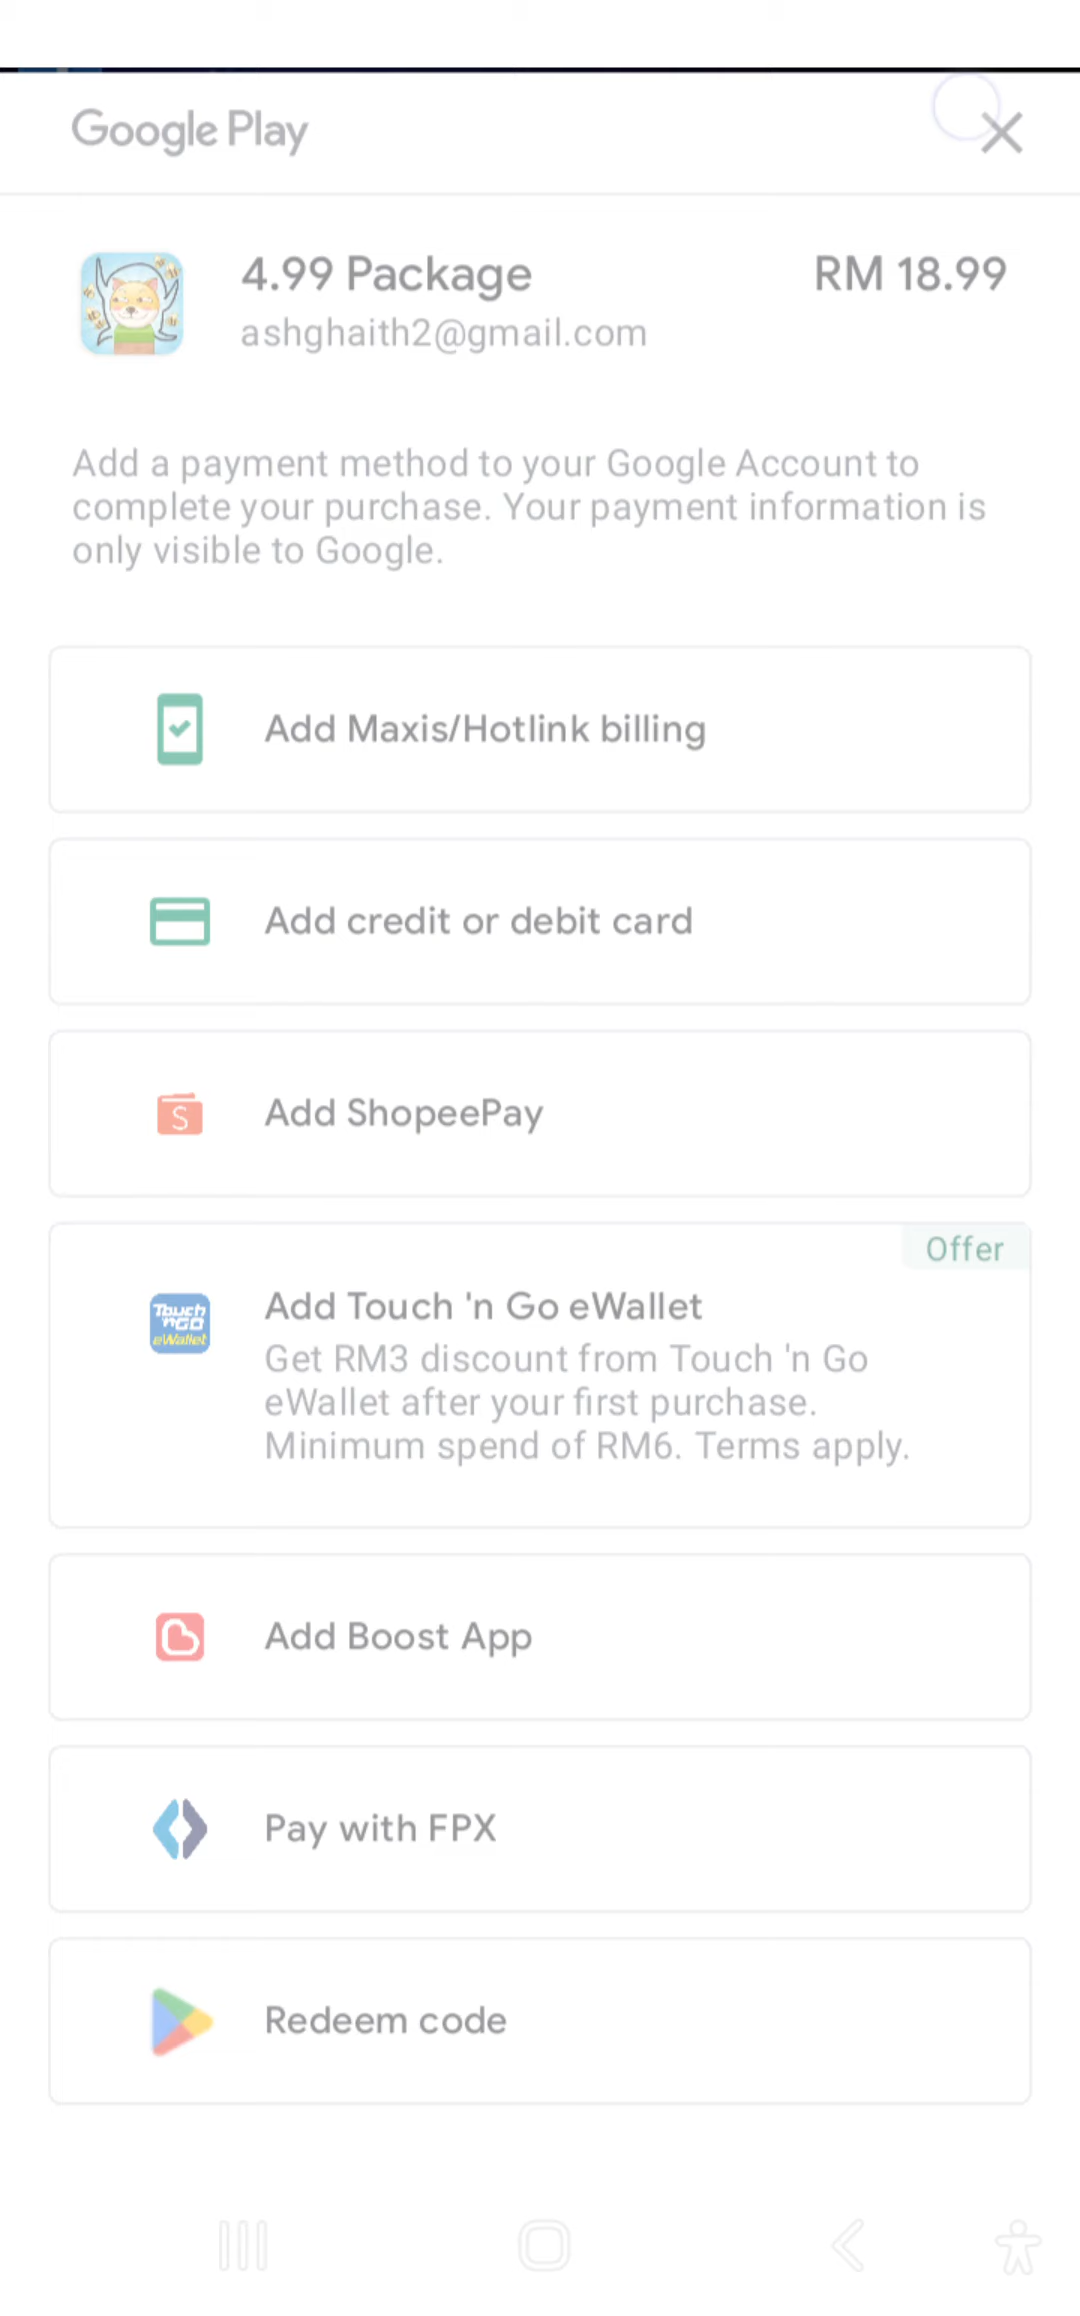 Google Play
4.99 Package
RM 18.99
ashghaith2@gmail.com
Add a payment method to your Google Account to
complete your purchase. Your payment information is
only visible to Google.
Add Maxis/Hotlink billing
Add credit or debit card
S
Add ShopeePay
Offer
Touch
'nGO
eWallet
Add Touch 'n Go eWallet
Get RM3 discount from Touch 'n Go
eWallet after your first purchase.
Minimum spend of RM6. Terms apply.
Add Boost App
Pay with FPX
Redeem code